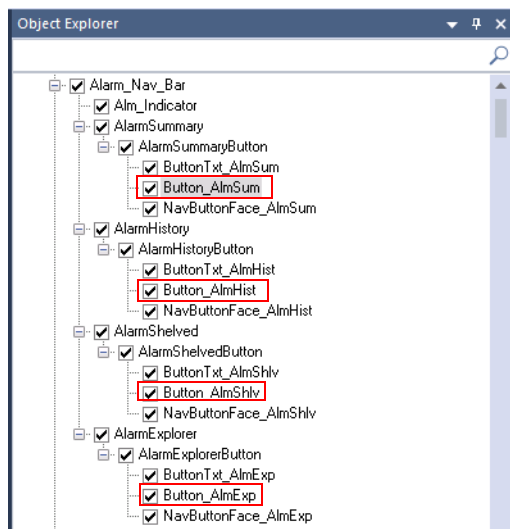 Object Explorer
Alarm_Nav_Bar
Alm_Indicator
AlarmSummary
AlarmSummaryButton
ButtonTxt_AlmSum
Button_AlmSum
NavButtonFace_AlmSum
AlarmHistory
AlarmHistoryButton
ButtonTxt_AlmHist
Button_AlmHist
NavButtonFace_AlmHist
AlarmShelved
AlarmShelvedButton
ButtonTxt_AlmShlv
Button_AlmShlv
NavButtonFace_AlmShlv
AlarmExplorer
AlarmExplorerButton
ButtonTxt_AlmExp
Button_AlmExp
NavButtonFace_AlmExp